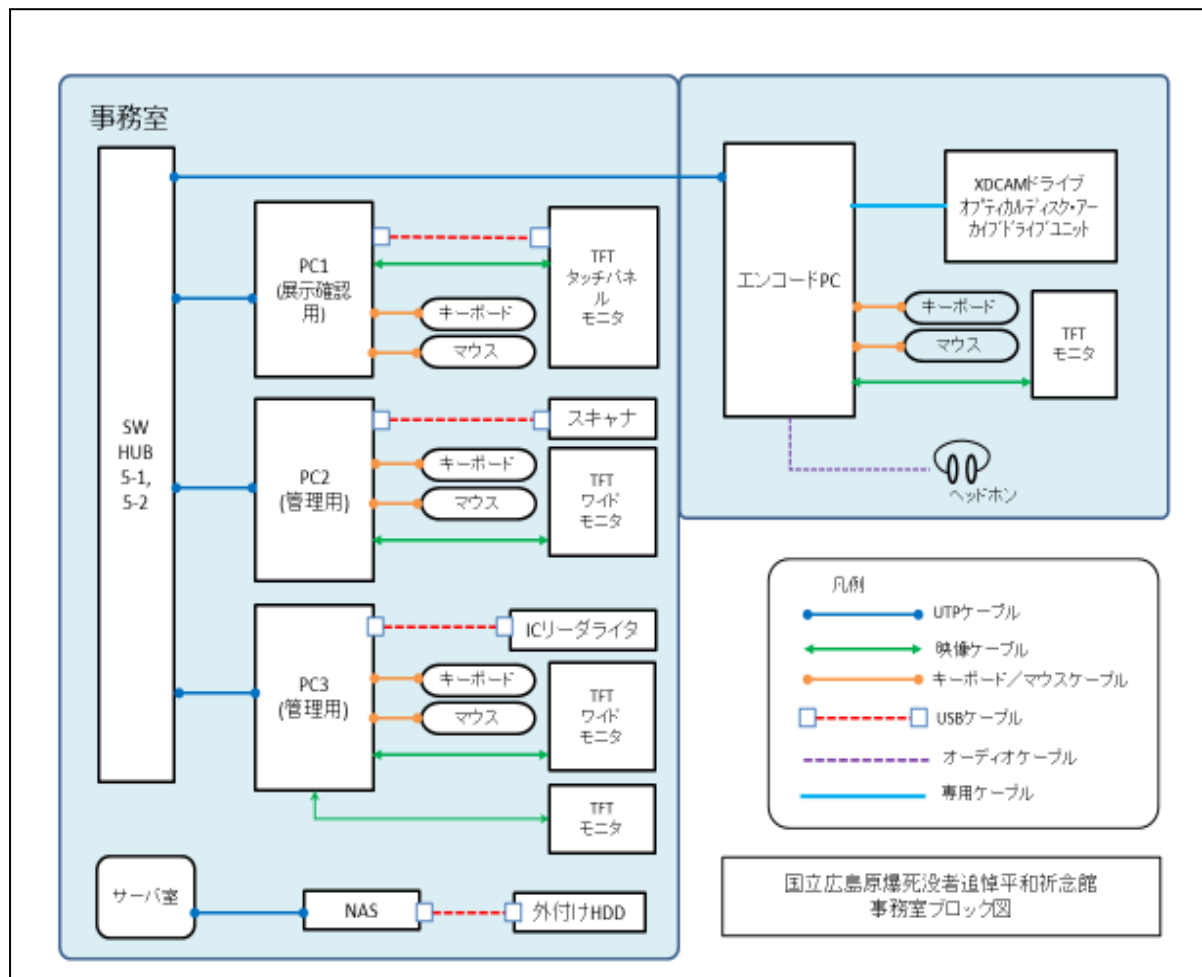 事務室
SW
HUB
5-1,
5-2
PC1
(展示確認
用)
キーボード
マウス
TFT
タッチパネ
ル
モニタ
PC2
(管理用)
スキャナ
キーボード
マウス
TFT
ワイド
モニタ
PC3
(管理用)
ICリーダライタ
キーボード
マウス
TFT
ワイド
モニタ
TFT
モニタ
サーバ室
NAS
外付けHDD
エンコードPC
XDCAMドライブ
オプティカルディスク・アー
カイブドライブユニット
キーボード
マウス
TFT
モニタ
ヘッドホン
凡例
UTPケーブル
映像ケーブル
キーボード/マウスケーブル
USBケーブル
オーディオケーブル
専用ケーブル
国立広島原爆死没者追悼平和祈念館
事務室ブロック図